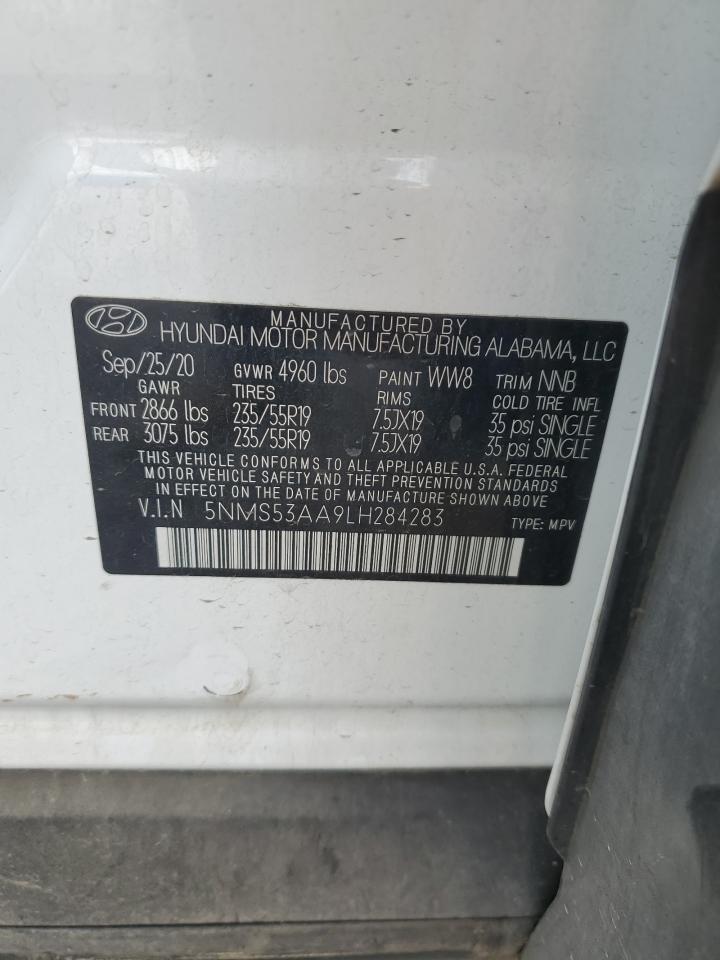 MANUFACTURED BY
HYUNDAI MOTOR MANUFACTURING ALABAMA, LLC
Sep/25/20 GVWR 4960 lbs PAINT WW8 TRIM NNB
GAWR TIRES RIMS COLD TIRE INFL
FRONT 2866 lbs 235/55R19 7.5JX19 35 psi SINGLE
REAR 3075 lbs 235/55R19 7.5JX19 35 psi SINGLE
THIS VEHICLE CONFORMS TO ALL APPLICABLE U.S.A. FEDERAL
MOTOR VEHICLE SAFETY AND THEFT PREVENTION STANDARDS
IN EFFECT ON THE DATE OF MANUFACTURE SHOWN ABOVE.
V.I.N 5NMS53AA9LH284283 TYPE: MPV